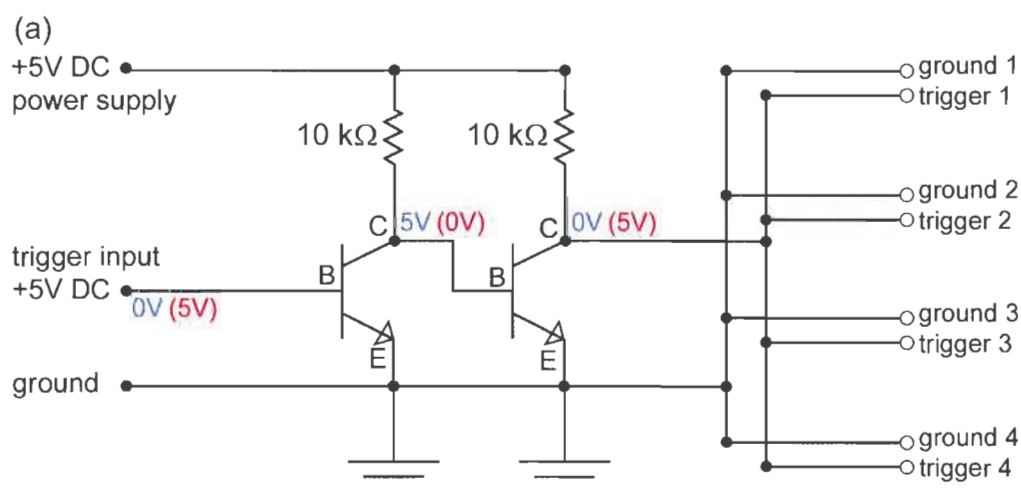 (a)
+5V DC
power supply
10 kΩ
10 kΩ
ground 1
trigger 1
ground 2
trigger 2
C 5V (0V)
C 0V (5V)
trigger input
+5V DC
B
B
0V (5V)
ground 3
trigger 3
E
E
ground
ground 4
trigger 4